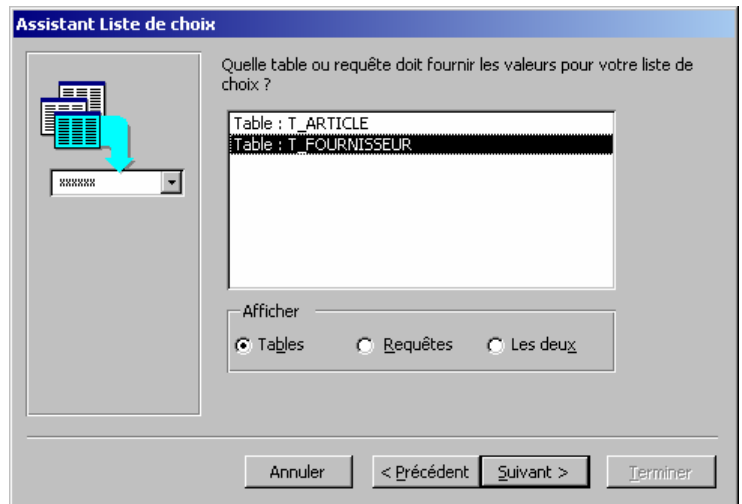 Assistant Liste de choix
Quelle table ou requête doit fournir les valeurs pour votre liste de
choix ?
xxxxxx
Table : T_ARTICLE
Table : T_FOURNISSEUR
Afficher
Tables Requêtes Les deux
Annuler < Précédent Suivant > Terminer